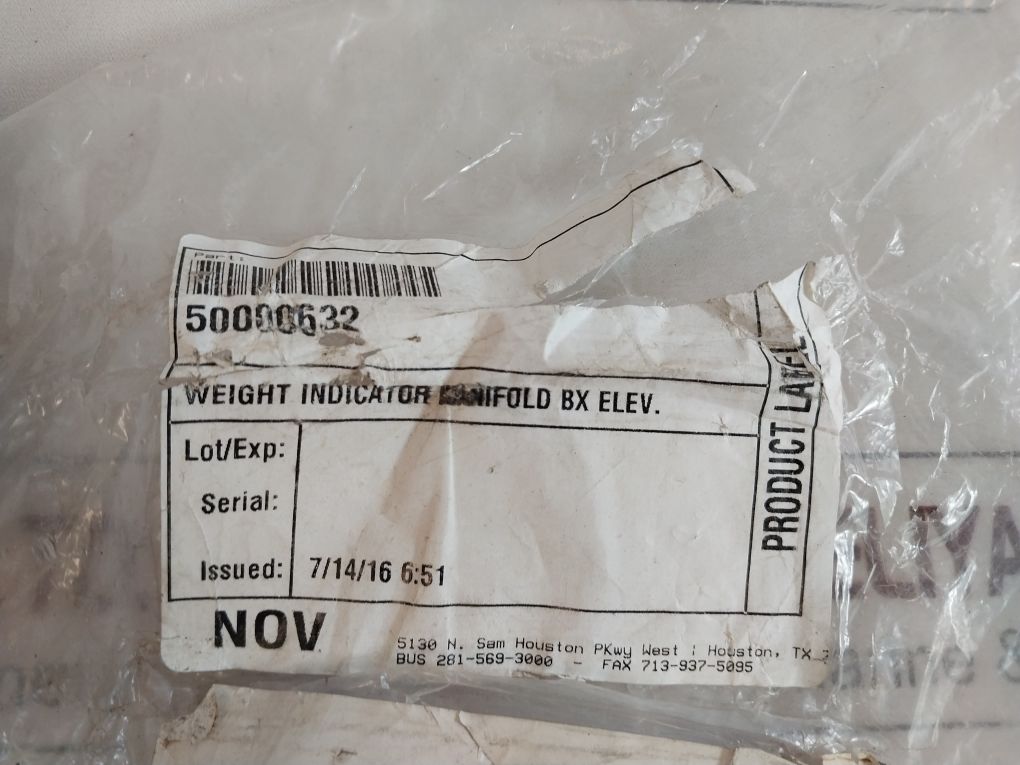 Part:
50000632
WEIGHT INDICATOR MANIFOLD BX ELEV.
Lot/Exp:
Serial:
Issued: 7/14/16 6:51
PRODUCT LABEL
NOV
5130 N. Sam Houston PKwy West | Houston, TX
BUS 281-569-3000 - FAX 713-937-5095